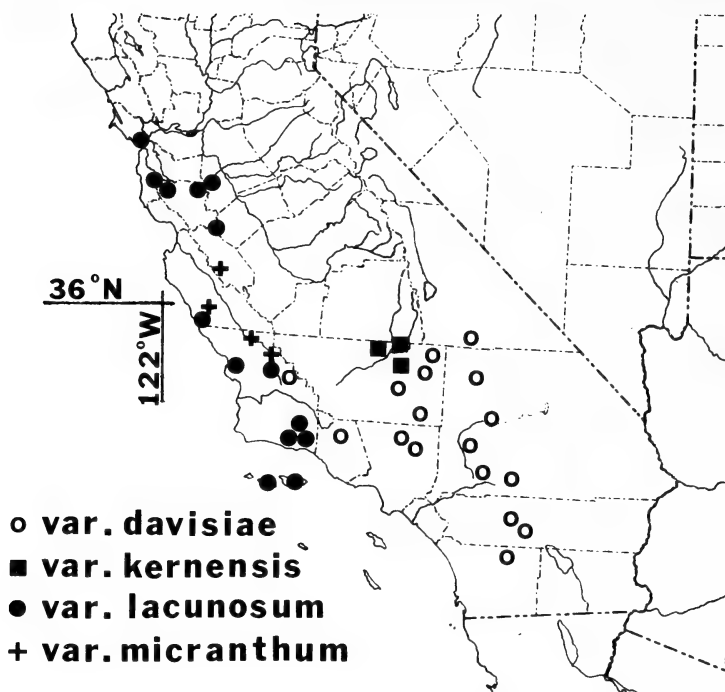 36°N
122°W
o var. davisiae
■ var. kernensis
● var. lacunosum
+ var. micranthum